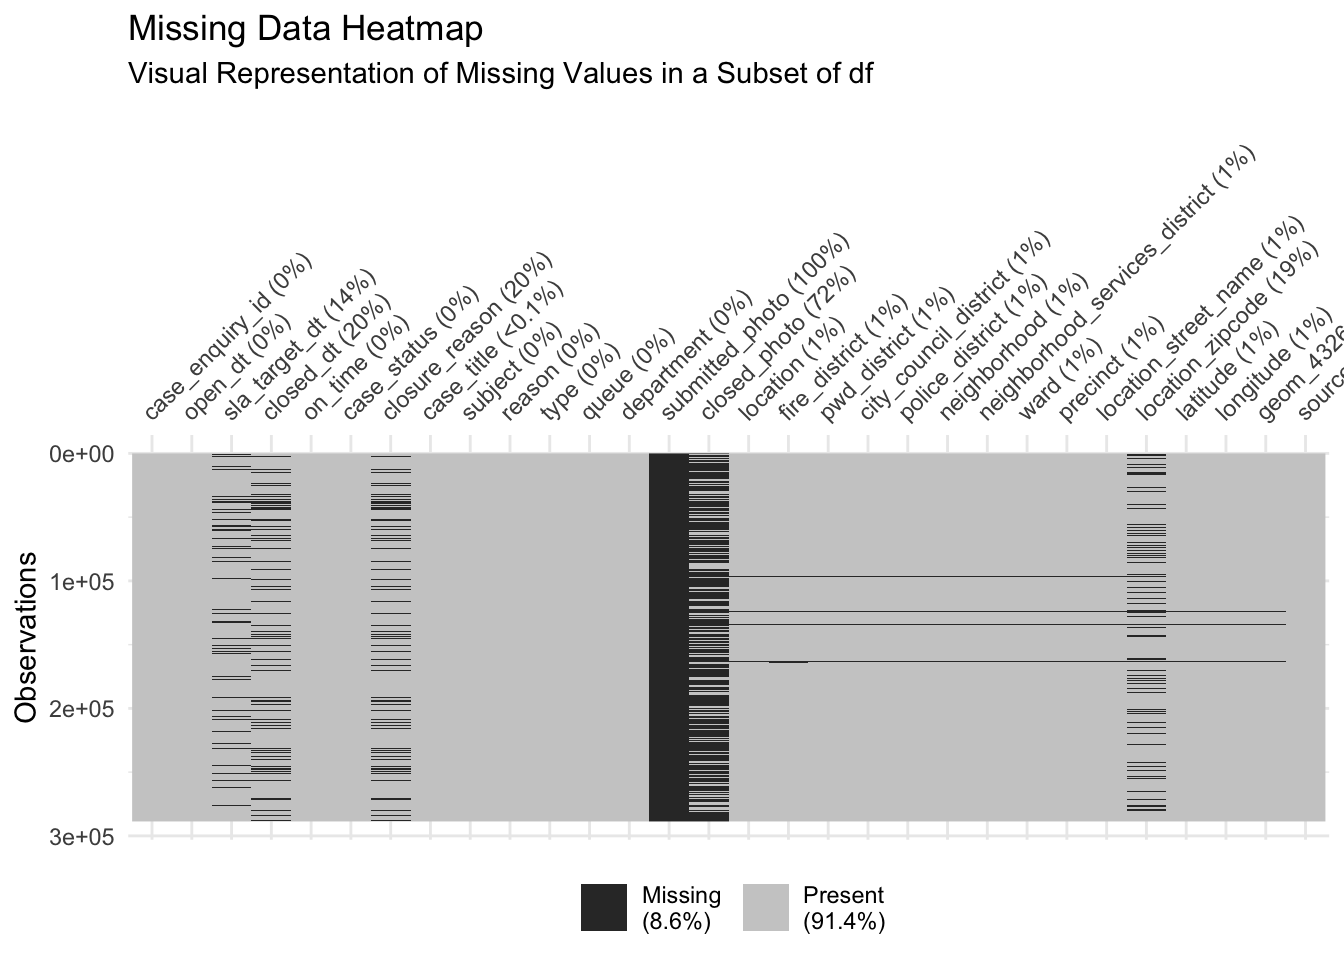 Missing Data Heatmap
Visual Representation of Missing Values in a Subset of df
case_enquiry_id (0%)
open_dt (0%)
sla_target_dt (14%)
closed_dt (20%)
on_time (0%)
case_status (0%)
closure_reason (20%)
case_title (<0.1%)
subject (0%)
reason (0%)
type (0%)
queue (0%)
department (0%)
submitted_photo (100%)
closed_photo (72%)
location (1%)
fire_district (1%)
pwd_district (1%)
city_council_district (1%)
police_district (1%)
neighborhood (1%)
neighborhood_services_district (1%)
ward (1%)
precinct (1%)
location_street_name (1%)
location_zipcode (19%)
latitude (1%)
longitude (1%)
geom_4326
source
Observations
0e+00
1e+05
2e+05
3e+05
Missing
(8.6%)
Present
(91.4%)